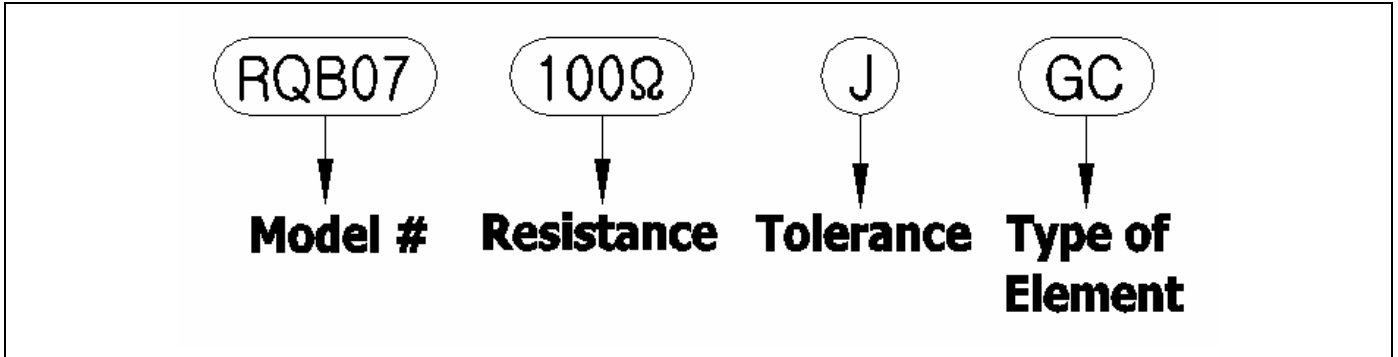 RQB07 100Ω J GC
Model # Resistance Tolerance Type of
Element